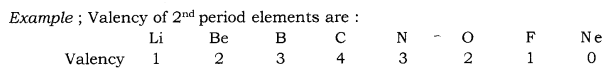 Example ; Valency of 2nd period elements are :
Li Be B C N O F Ne
Valency 1 2 3 4 3 2 1 0